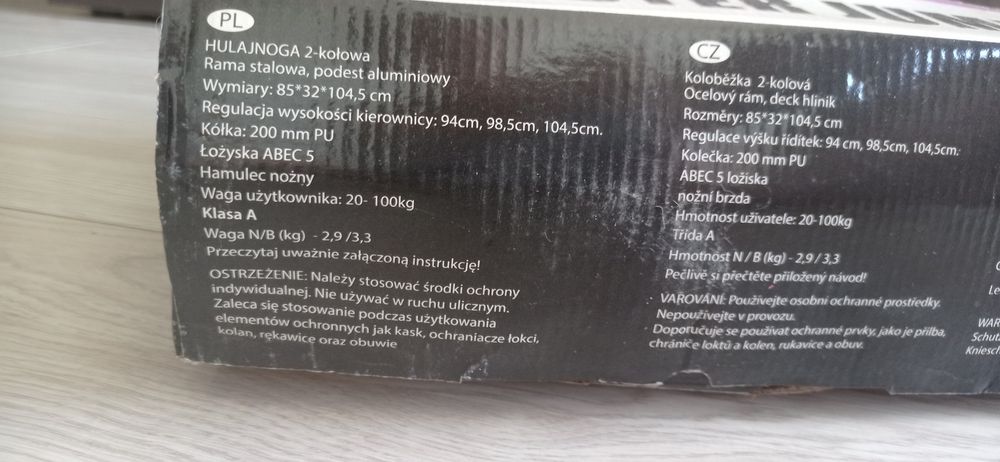 PL
HULAJNOGA 2-kołowa
Rama stalowa, podest aluminiowy
Wymiary: 85*32*104,5 cm
Regulacja wysokości kierownicy: 94cm, 98,5cm, 104,5cm.
Kółka: 200 mm PU
Łożyska ABEC 5
Hamulec nożny
Waga użytkownika: 20- 100kg
Klasa A
Waga N/B (kg) - 2,9 /3,3
Przeczytaj uważnie załączoną instrukcję!
OSTRZEŻENIE: Należy stosować środki ochrony
indywidualnej. Nie używać w ruchu ulicznym.
Zaleca się stosowanie podczas użytkowania
elementów ochronnych jak kask, ochraniacze łokci,
kolan, rękawice oraz obuwie
CZ
Koloběžka 2-kolová
Ocelový rám, deck hliník
Rozměry: 85*32*104,5 cm
Regulace výšku řídítek: 94 cm, 98,5cm, 104,5cm.
Kolečka: 200 mm PU
ABEC 5 ložiska
nožní brzda
Hmotnost uživatele: 20-100kg
Třída A
Hmotnost N / B (kg) - 2,9 / 3,3
Pečlivě si přečtěte přiložený návod!
VAROVÁNÍ: Používejte osobní ochranné prostředky.
Nepoužívejte v provozu.
Doporučuje se používat ochranné prvky, jako je přilba,
chrániče loktů a kolen, rukavice a obuv.
Le
WAR
Schut
Kniesch